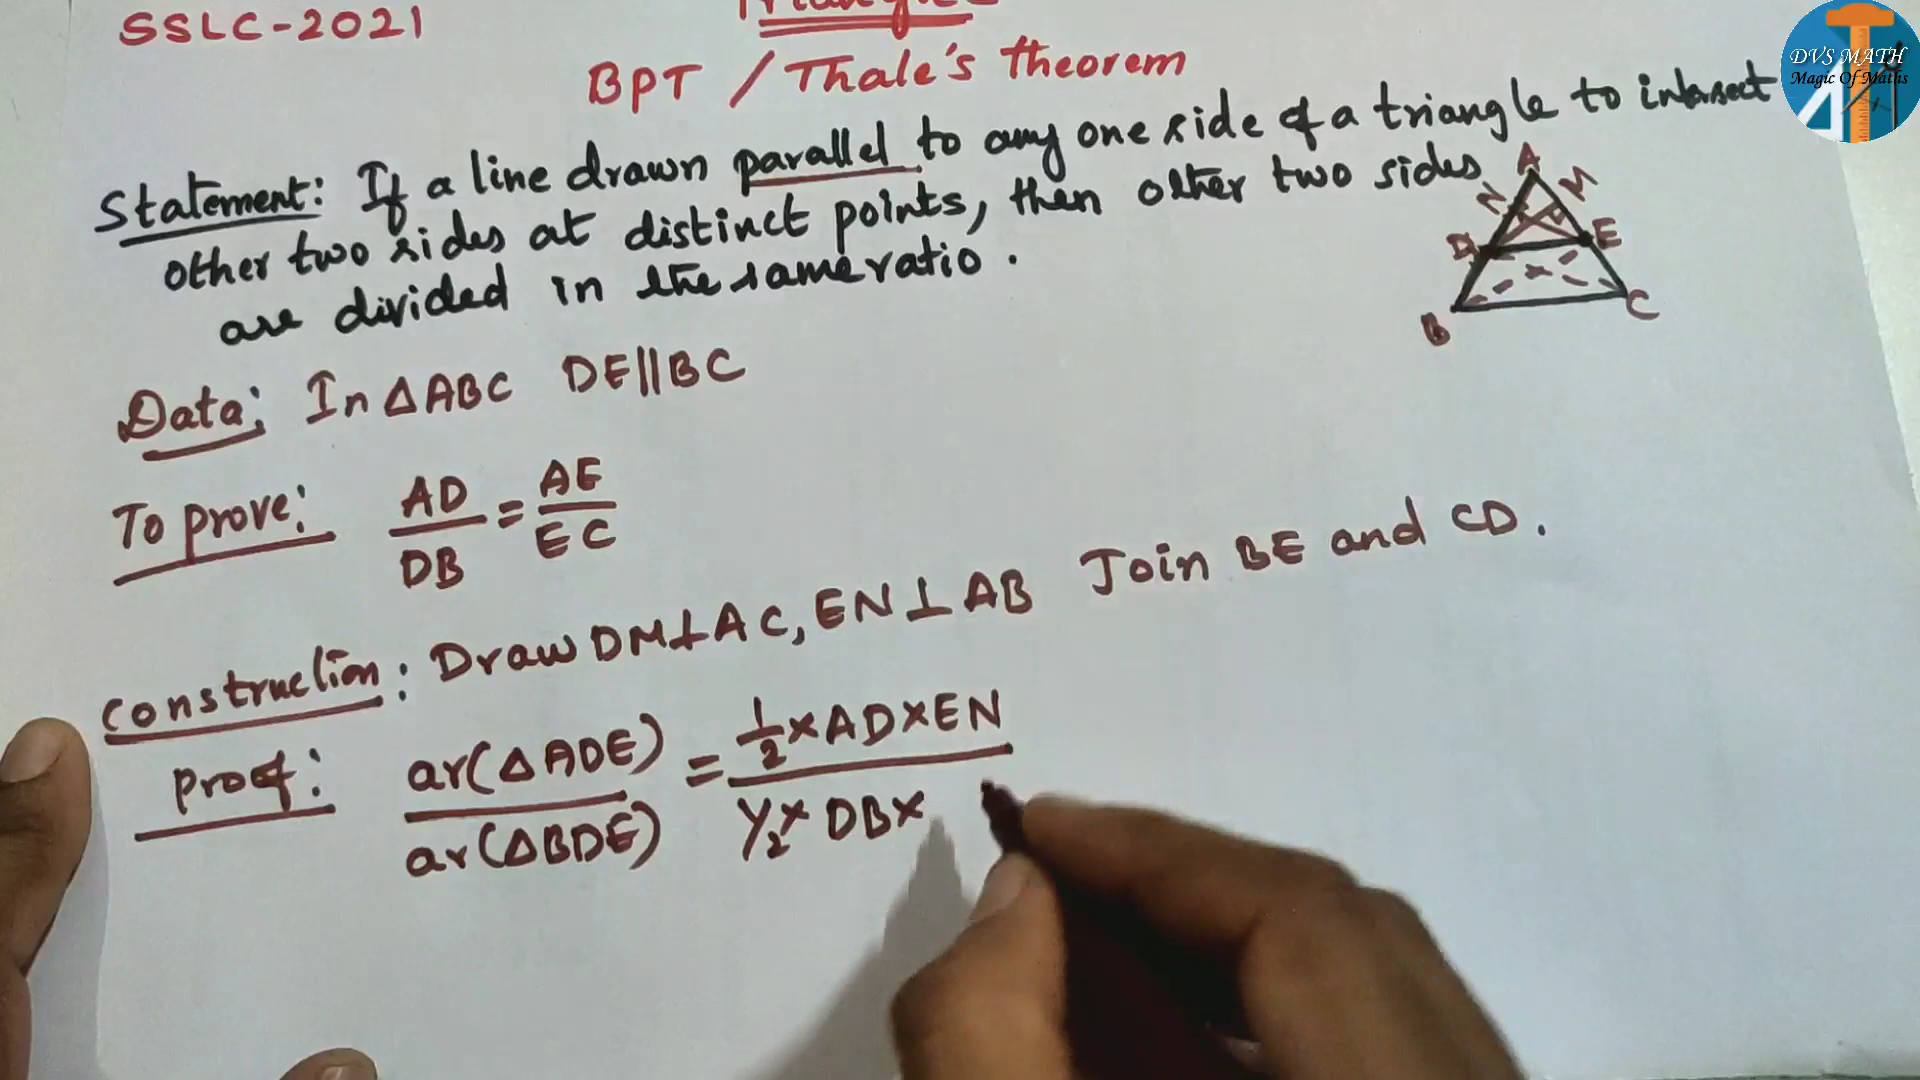 SSLC-2021
BPT / Thale's theorem
DVS MATH
Magic Of Maths
Statement: If a line drawn parallel to any one side of a triangle to intersect
other two sides at distinct points, then other two sides
are divided in the same ratio.
A
N M
D E
B C
Data: In △ABC DE||BC
To prove: AD/DB = AE/EC
Construction: Draw DM⊥AC, EN⊥AB Join BE and CD.
Proof: ar(△ADE)/ar(△BDE) = 1/2×AD×EN / 1/2×DB×